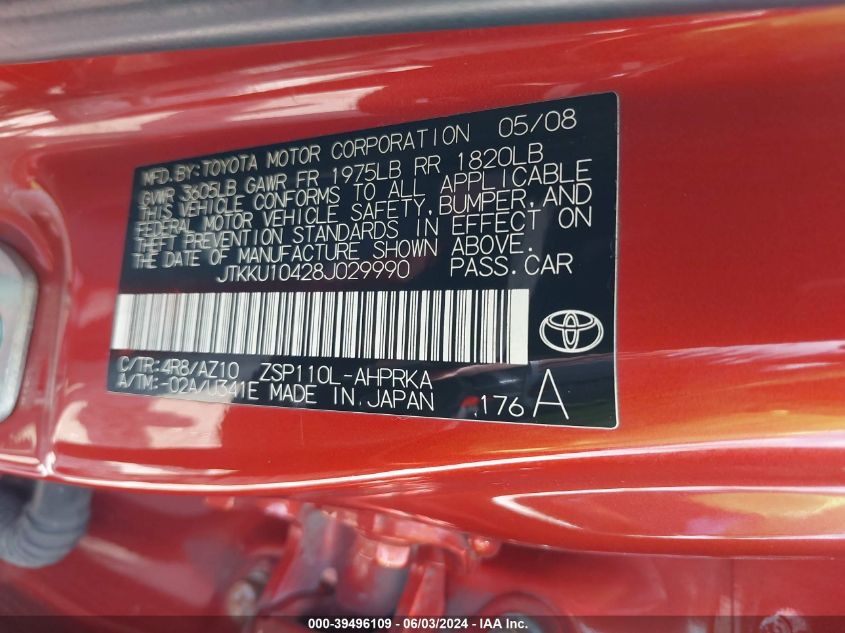 MFD.BY:TOYOTA MOTOR CORPORATION 05/08
GVWR 3605LB GAWR FR 1975LB RR 1820LB
THIS VEHICLE CONFORMS TO ALL APPLICABLE
FEDERAL MOTOR VEHICLE SAFETY, BUMPER, AND
THEFT PREVENTION STANDARDS IN EFFECT ON
THE DATE OF MANUFACTURE SHOWN ABOVE.
JTKKU10428J029990 PASS.CAR
C/TR:4R8/AZ10 ZSP110L-AHPRKA
A/TM:-02A/U341E MADE IN JAPAN
.176 A
000-39496109 - 06/03/2024 - IAA Inc.